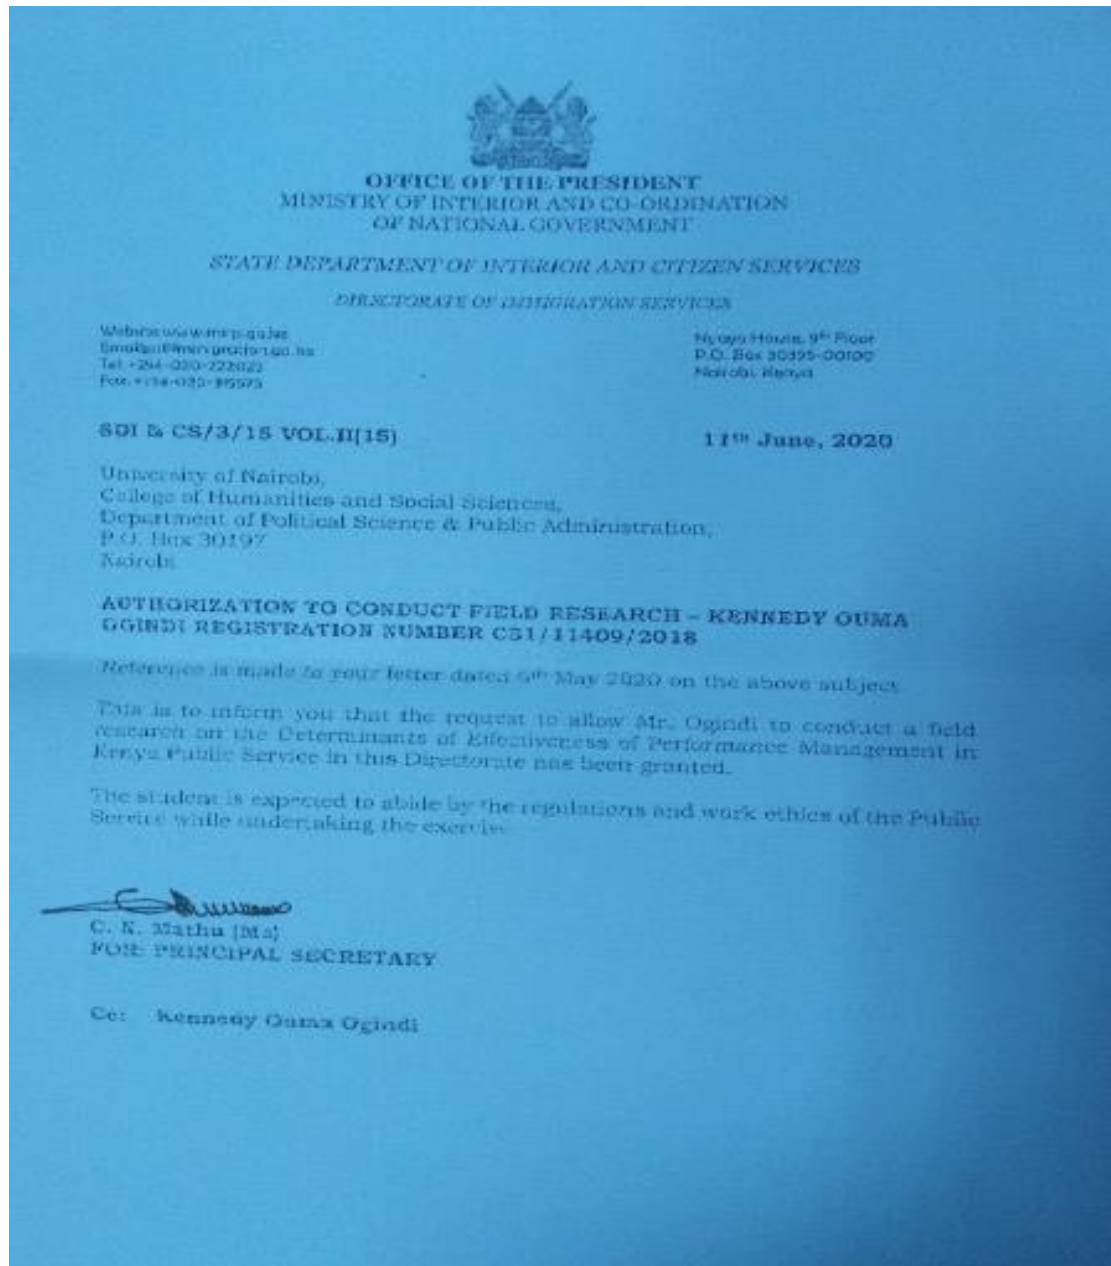 OFFICE OF THE PRESIDENT
MINISTRY OF INTERIOR AND CO-ORDINATION
OF NATIONAL GOVERNMENT
STATE DEPARTMENT OF INTERIOR AND CITIZEN SERVICES
DIRECTORATE OF IMMIGRATION SERVICES
Nyayo House, 9th Floor
P.O. Box 30395-00100
Nairobi, Kenya
SDI & CS/3/15 VOL.II(15)
11th June, 2020
University of Nairobi,
College of Humanities and Social Sciences,
Department of Political Science & Public Administration,
P.O. Box 30197
Nairobi
AUTHORIZATION TO CONDUCT FIELD RESEARCH – KENNEDY OUMA
OGINDI REGISTRATION NUMBER C51/11409/2018
Reference is made to your letter dated 6th May 2020 on the above subject
This is to inform you that the request to allow Mr. Ogindi to conduct a field
research on the Determinants of Effectiveness of Performance Management in
Kenya Public Service in this Directorate has been granted.
The student is expected to abide by the regulations and work ethics of the Public
Service while undertaking the exercise
C. N. Mathu (Ms)
FOR: PRINCIPAL SECRETARY
Cc: Kennedy Ouma Ogindi